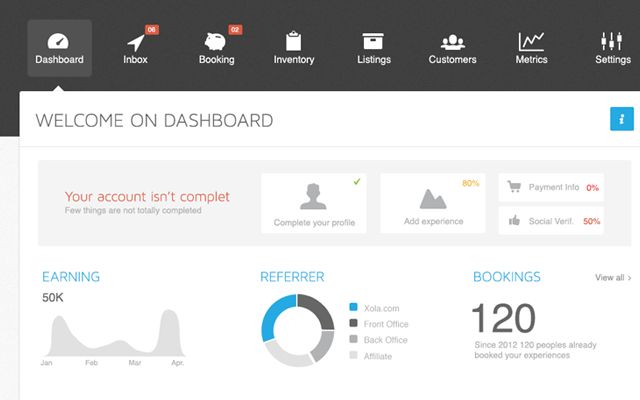 06
02
Dashboard
Inbox
Booking
Inventory
Listings
Customers
Metrics
Settings
WELCOME ON DASHBOARD
i
Your account isn't complet
Few things are not totally completed
Complete your profile
80%
Add experience
Payment Info 0%
Social Verif. 50%
EARNING
50K
Jan Feb Mar Apr.
REFERRER
Xola.com
Front Office
Back Office
Affiliate
BOOKINGS
View all >
120
Since 2012 120 peoples already
booked your experiences